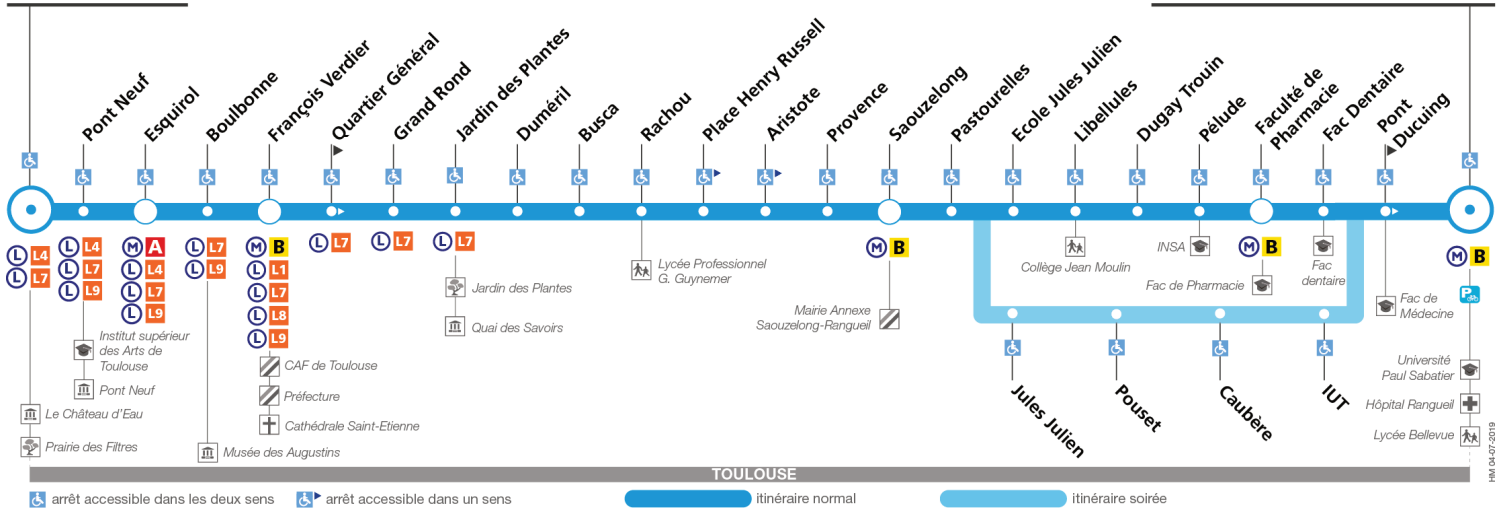 Pont Neuf
Esquirol
Boulbonne
François Verdier
Quartier Général
Grand Rond
Jardin des Plantes
Duméril
Busca
Rachou
Place Henry Russell
Aristote
Provence
Saouzelong
Pastourelles
Ecole Jules Julien
Libellules
Dugay Trouin
Pélude
Faculté de
Pharmacie
Fac Dentaire
Pont
Ducuing
L L4
L L7
L L4
L L7
L L9
M A
L L4
L L7
L L9
L L7
L L9
M B
L L1
L L7
L L8
L L9
L L7
L L7
L L7
M B
M B
M B
P
Institut supérieur
des Arts de
Toulouse
Pont Neuf
Le Château d'Eau
Prairie des Filtres
Musée des Augustins
CAF de Toulouse
Préfecture
Cathédrale Saint-Etienne
Jardin des Plantes
Quai des Savoirs
Lycée Professionnel
G. Guynemer
Mairie Annexe
Saouzelong-Rangueil
Collège Jean Moulin
INSA
Fac de Pharmacie
Fac
dentaire
Fac de
Médecine
Université
Paul Sabatier
Hôpital Rangueil
Lycée Bellevue
Jules Julien
Pouset
Caubère
IUT
TOULOUSE
arrêt accessible dans les deux sens
arrêt accessible dans un sens
itinéraire normal
itinéraire soirée
HM 04-07-2019